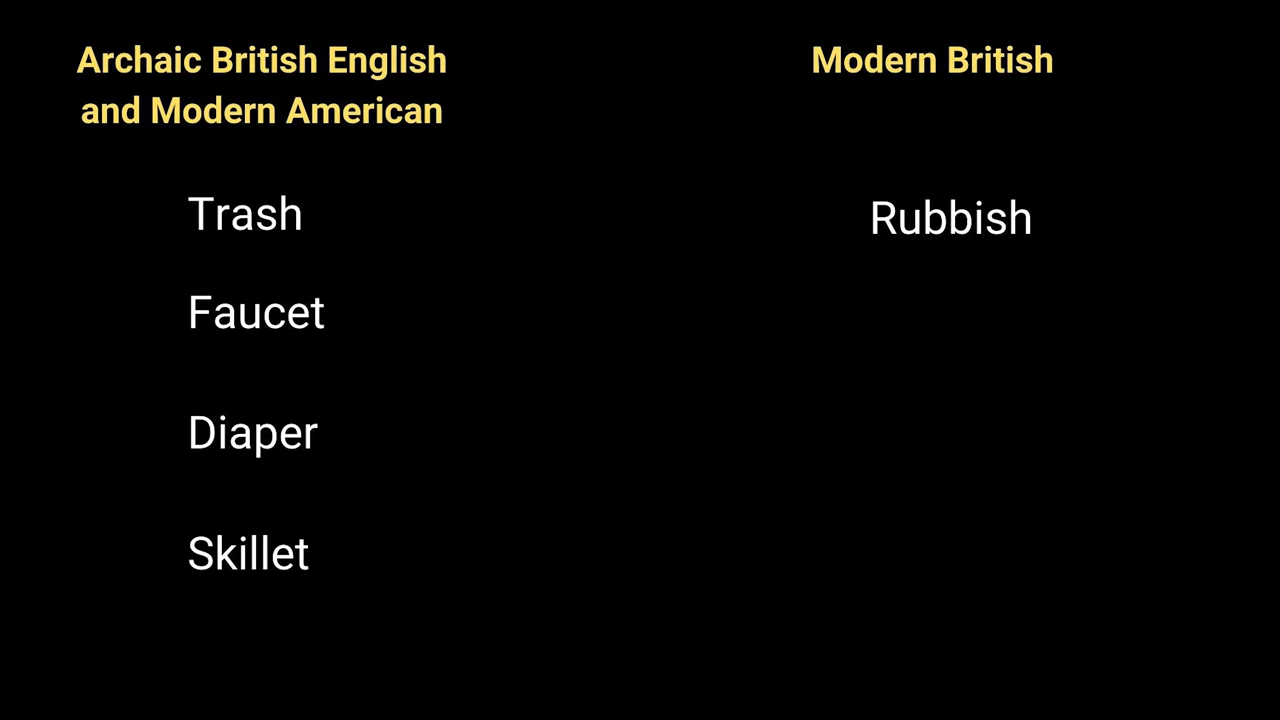 Archaic British English
and Modern American
Modern British
Trash
Rubbish
Faucet
Diaper
Skillet